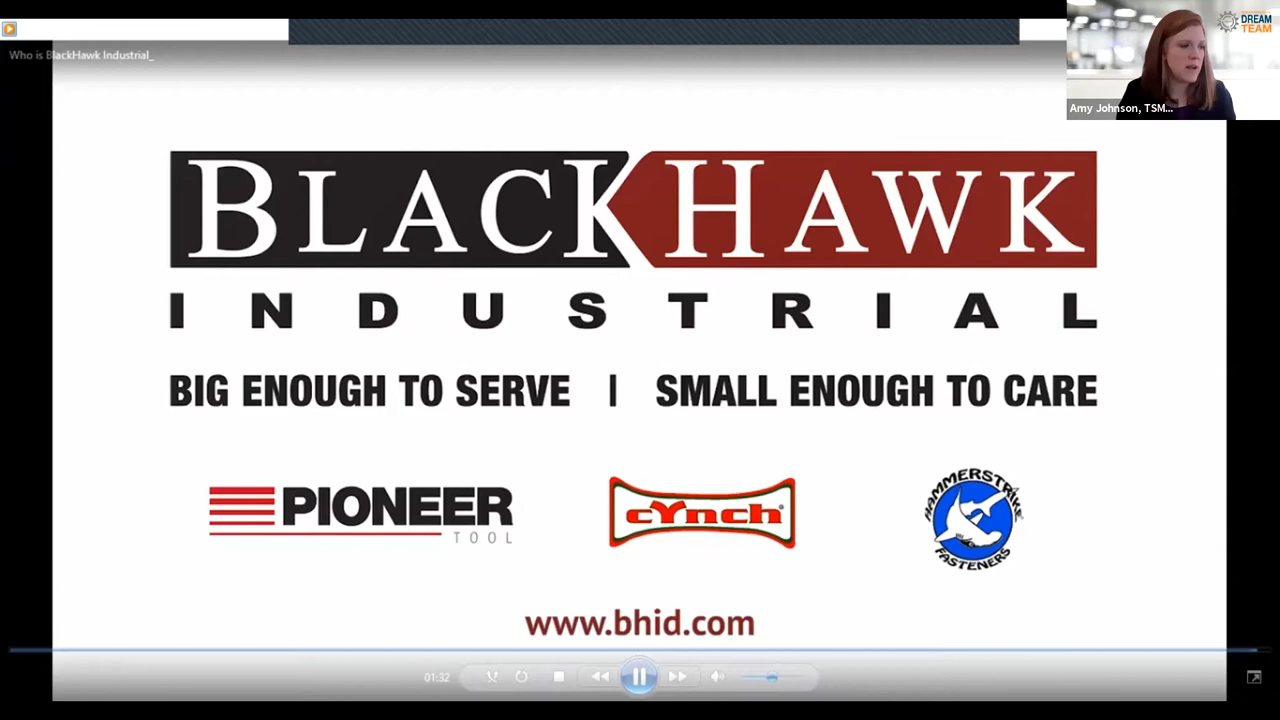 Who is BlackHawk Industrial_
DREAM
TEAM
Amy Johnson, TSM...
BLACKHAWK
INDUSTRIAL
BIG ENOUGH TO SERVE | SMALL ENOUGH TO CARE
PIONEER
TOOL
cYnch®
HAMMERSTRIKE
FASTENERS
www.bhid.com
01:32